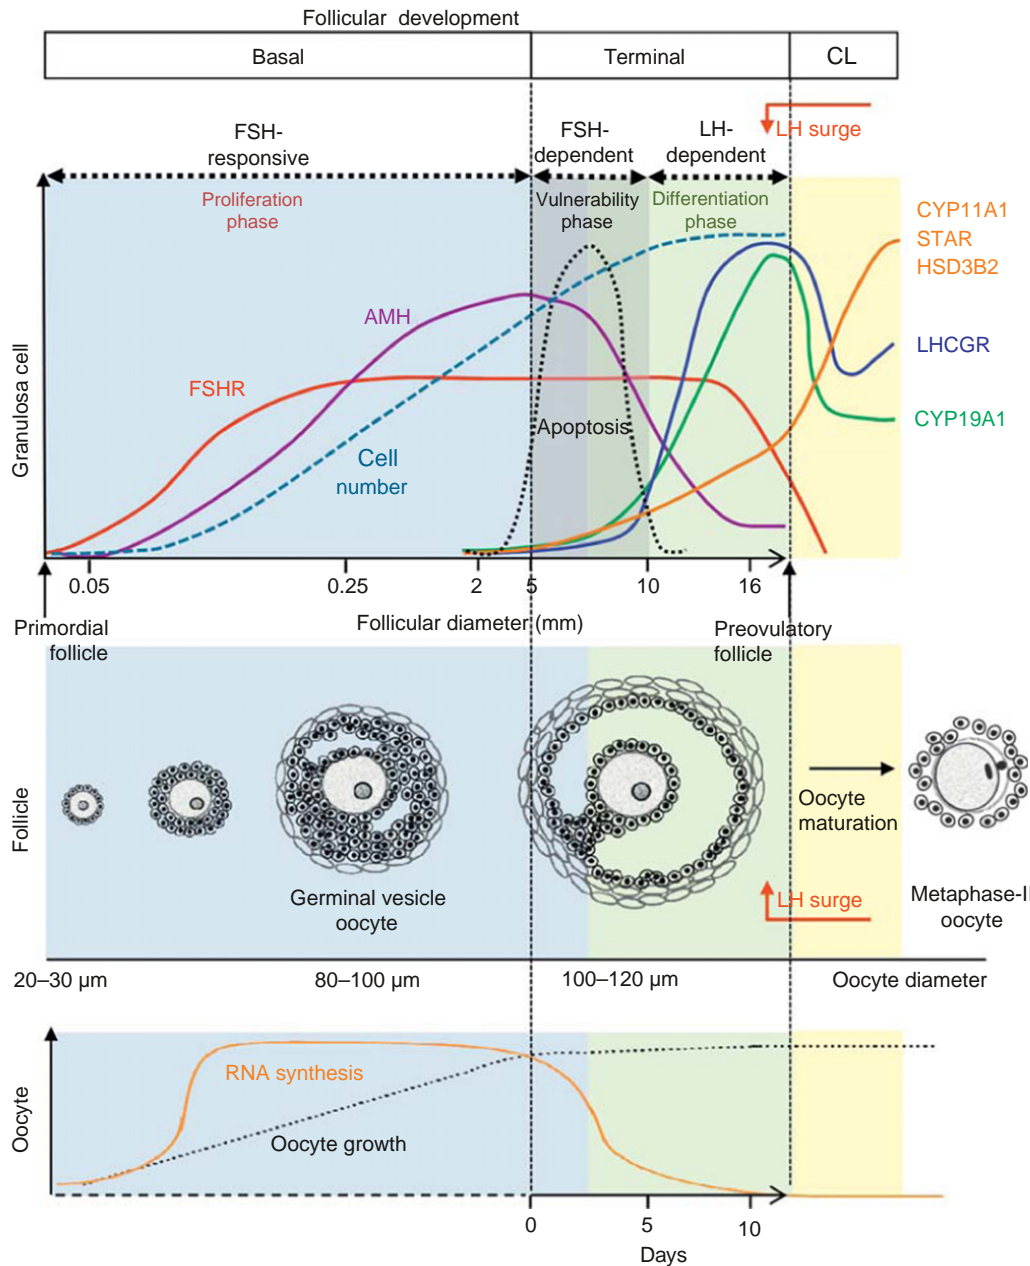 Follicular development
Basal
Terminal
CL
FSH-
responsive
FSH-
dependent
LH-
dependent
LH surge
Proliferation
phase
Vulnerability
phase
Differentiation
phase
CYP11A1
STAR
HSD3B2
LHCGR
CYP19A1
AMH
FSHR
Cell
number
Apoptosis
Granulosa cell
0.05
0.25
2
5
10
16
Follicular diameter (mm)
Primordial
follicle
Preovulatory
follicle
Follicle
Germinal vesicle
oocyte
Oocyte
maturation
LH surge
Metaphase-II
oocyte
20–30 µm
80–100 µm
100–120 µm
Oocyte diameter
Oocyte
RNA synthesis
Oocyte growth
0
5
10
Days